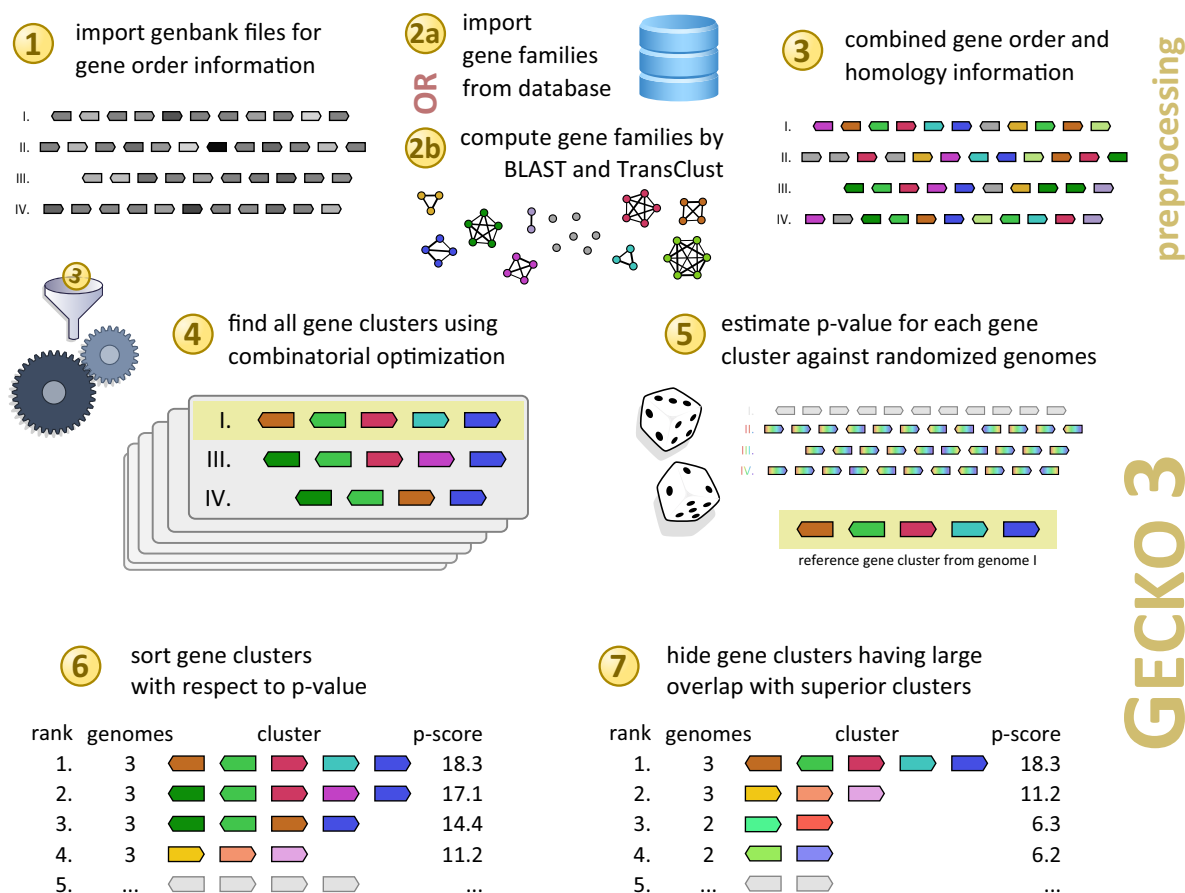 1
import genbank files for
gene order information
I.
II.
III.
IV.
2a
import
gene families
from database
OR
2b
compute gene families by
BLAST and TransClust
3
combined gene order and
homology information
I.
II.
III.
IV.
preprocessing
3
4
find all gene clusters using
combinatorial optimization
I.
III.
IV.
5
estimate p-value for each gene
cluster against randomized genomes
I.
II.
III.
IV.
reference gene cluster from genome I
GECKO 3
6
sort gene clusters
with respect to p-value
rank genomes cluster p-score
1. 3 18.3
2. 3 17.1
3. 3 14.4
4. 3 11.2
5. ... ...
7
hide gene clusters having large
overlap with superior clusters
rank genomes cluster p-score
1. 3 18.3
2. 3 11.2
3. 2 6.3
4. 2 6.2
5. ... ...